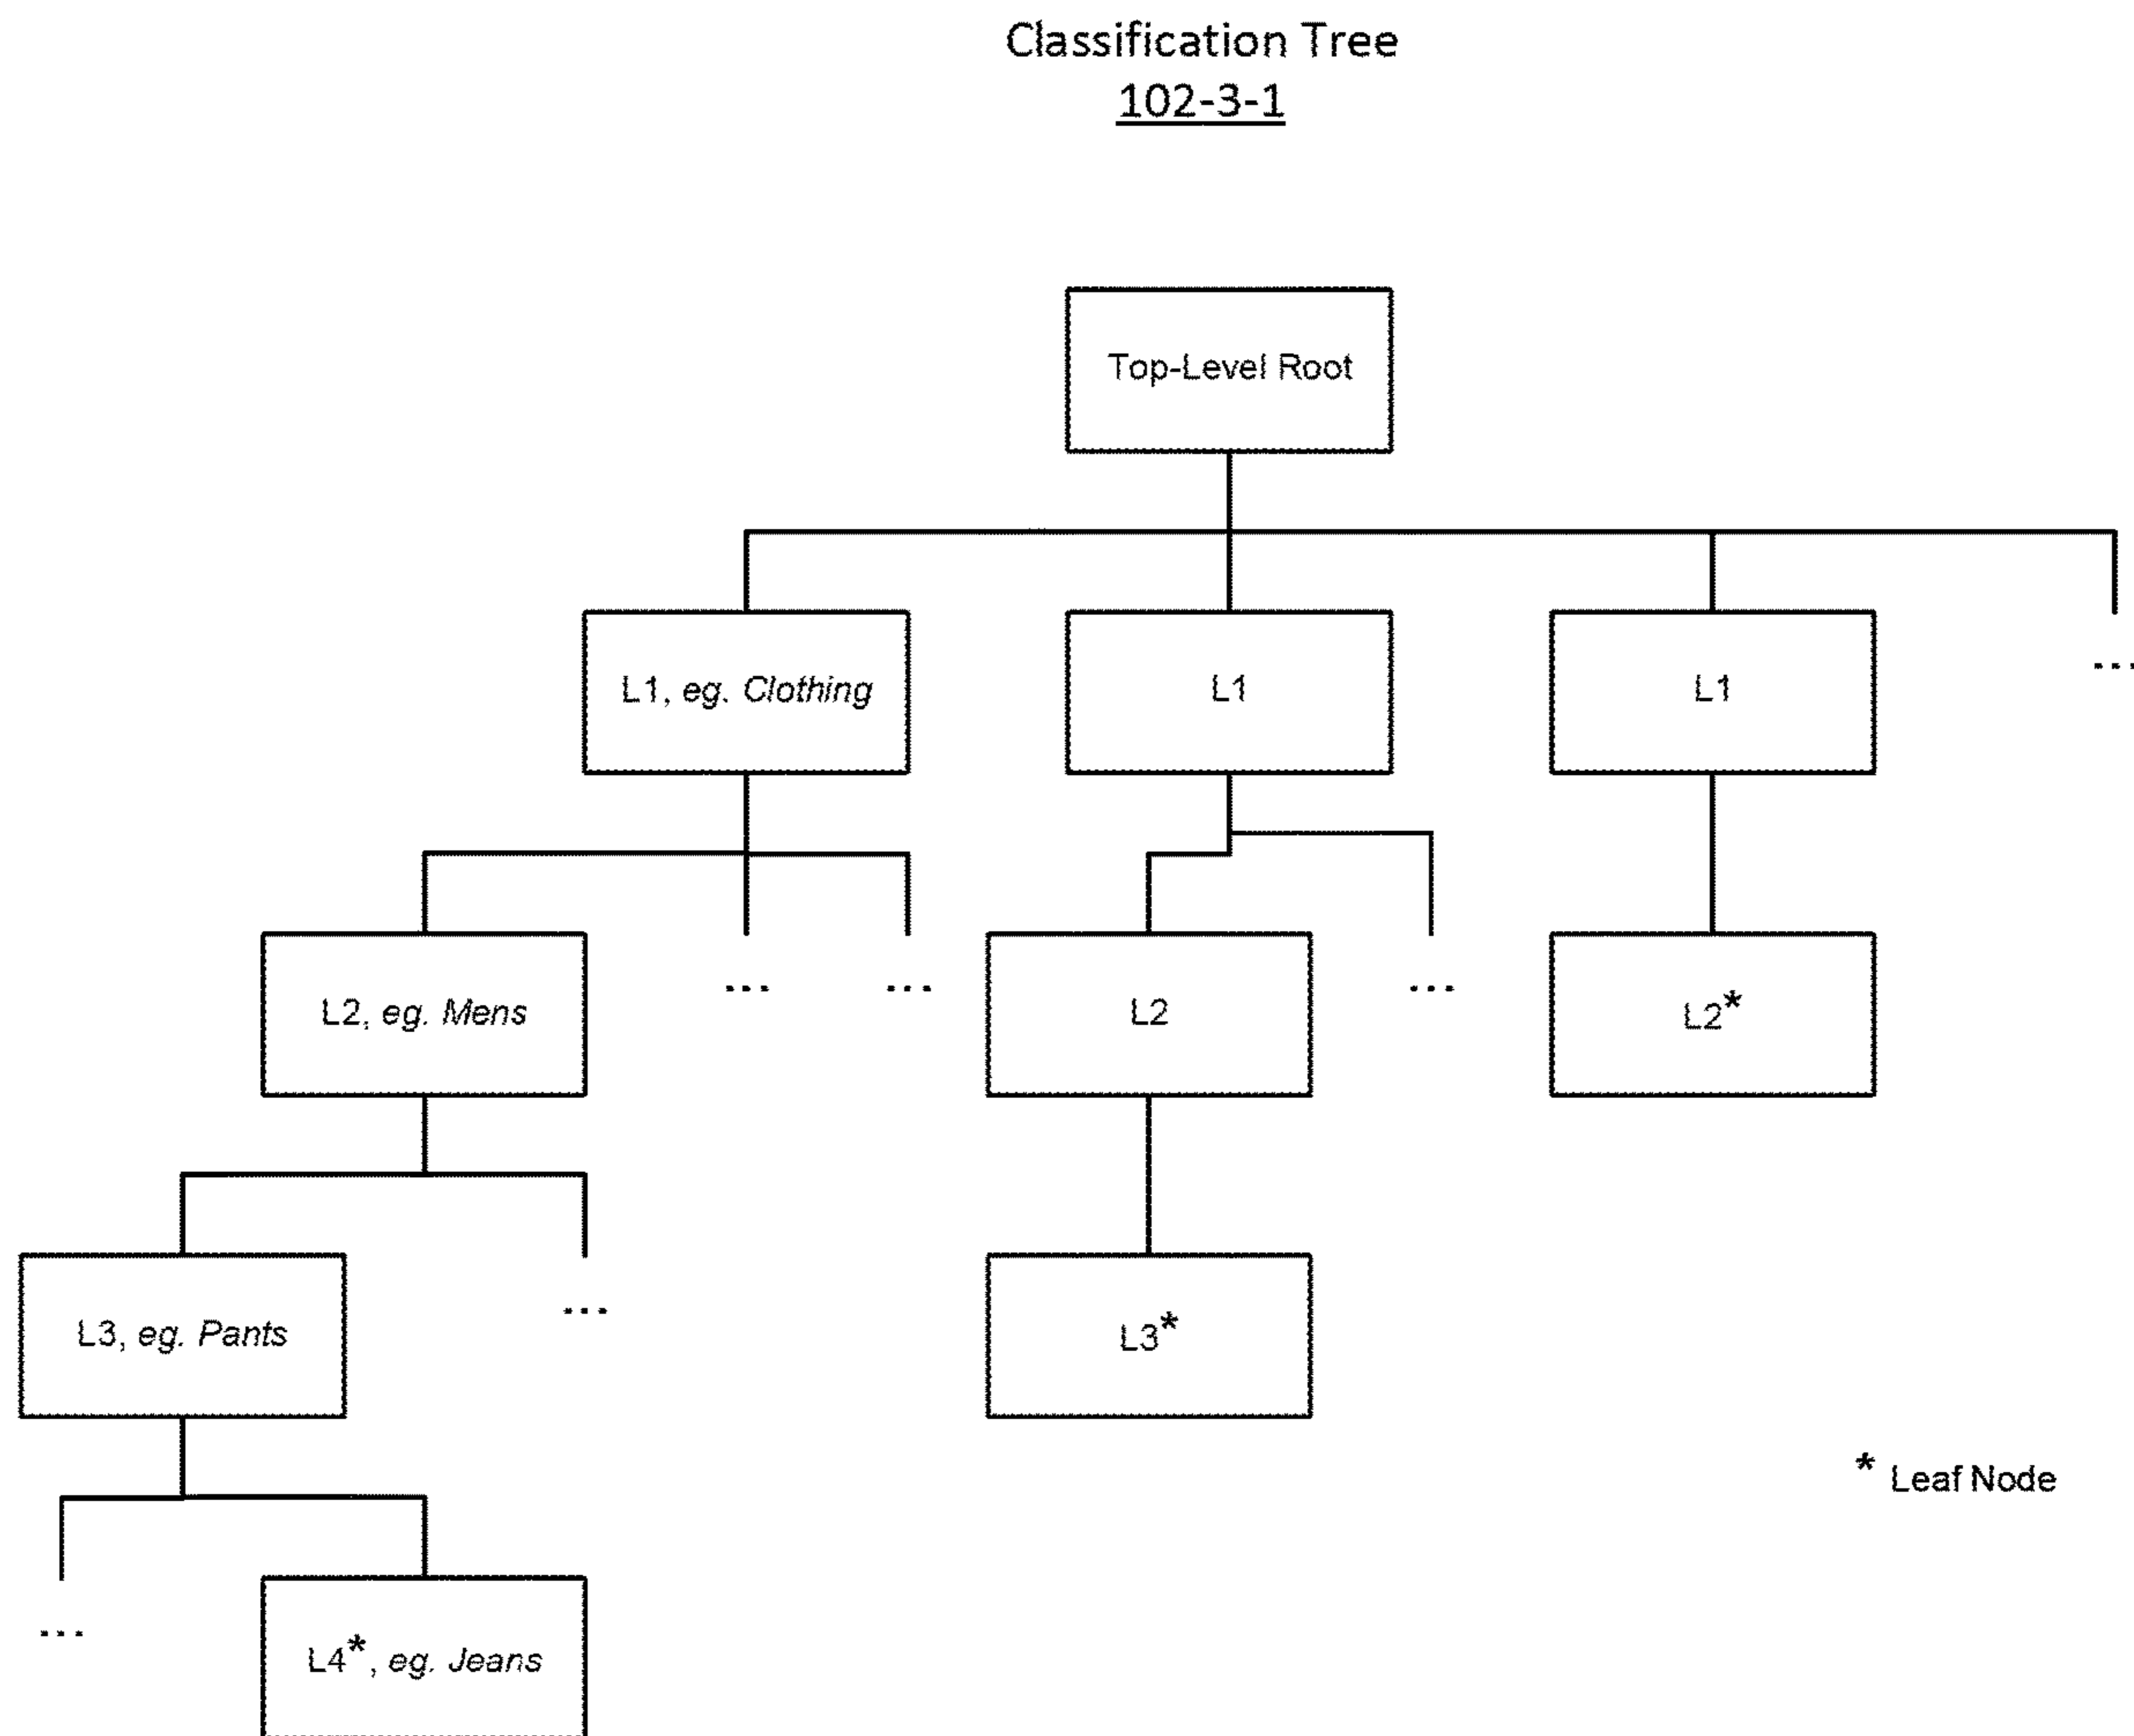 Classification Tree
102-3-1
Top-Level Root
L1, eg. Clothing
L1
L1
...
L2, eg. Mens
...
...
L2
...
L2*
L3, eg. Pants
...
L3*
* Leaf Node
...
L4*, eg. Jeans